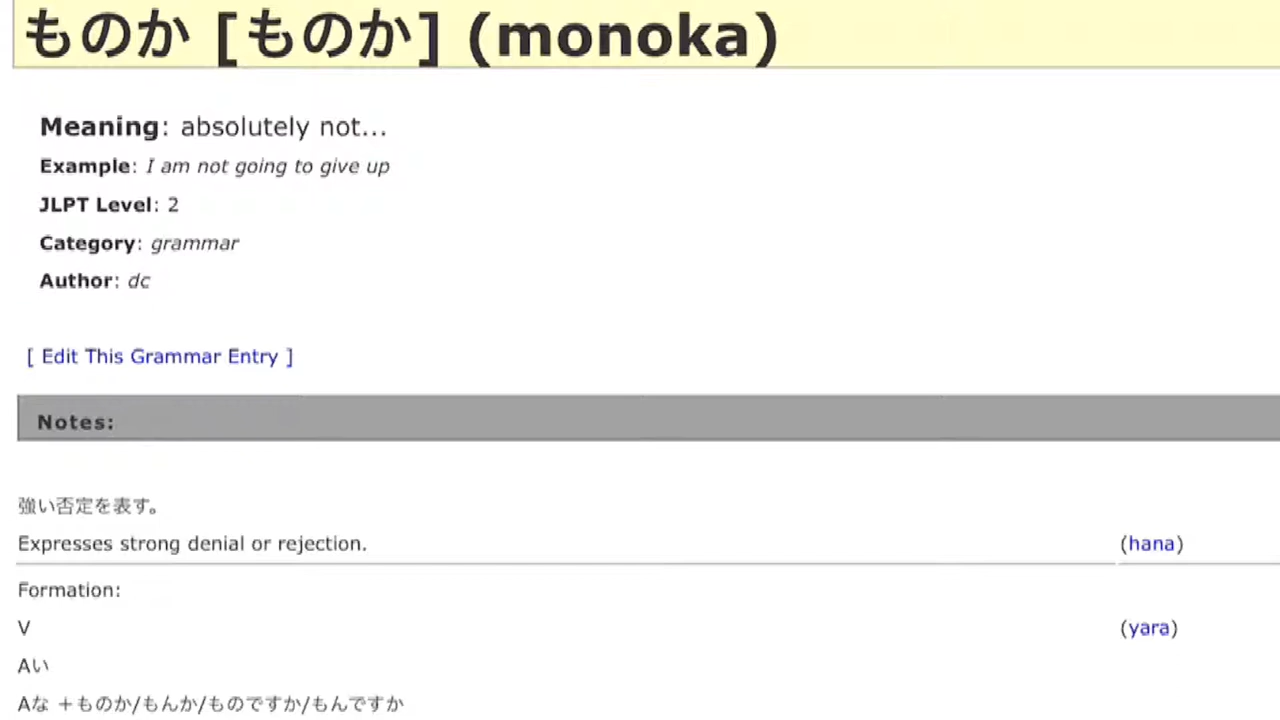 ものか [ものか] (monoka)
Meaning: absolutely not...
Example: I am not going to give up
JLPT Level: 2
Category: grammar
Author: dc
[ Edit This Grammar Entry ]
Notes:
強い否定を表す。
Expresses strong denial or rejection. (hana)
Formation:
V (yara)
Aい
Aな ＋ものか/もんか/ものですか/もんですか